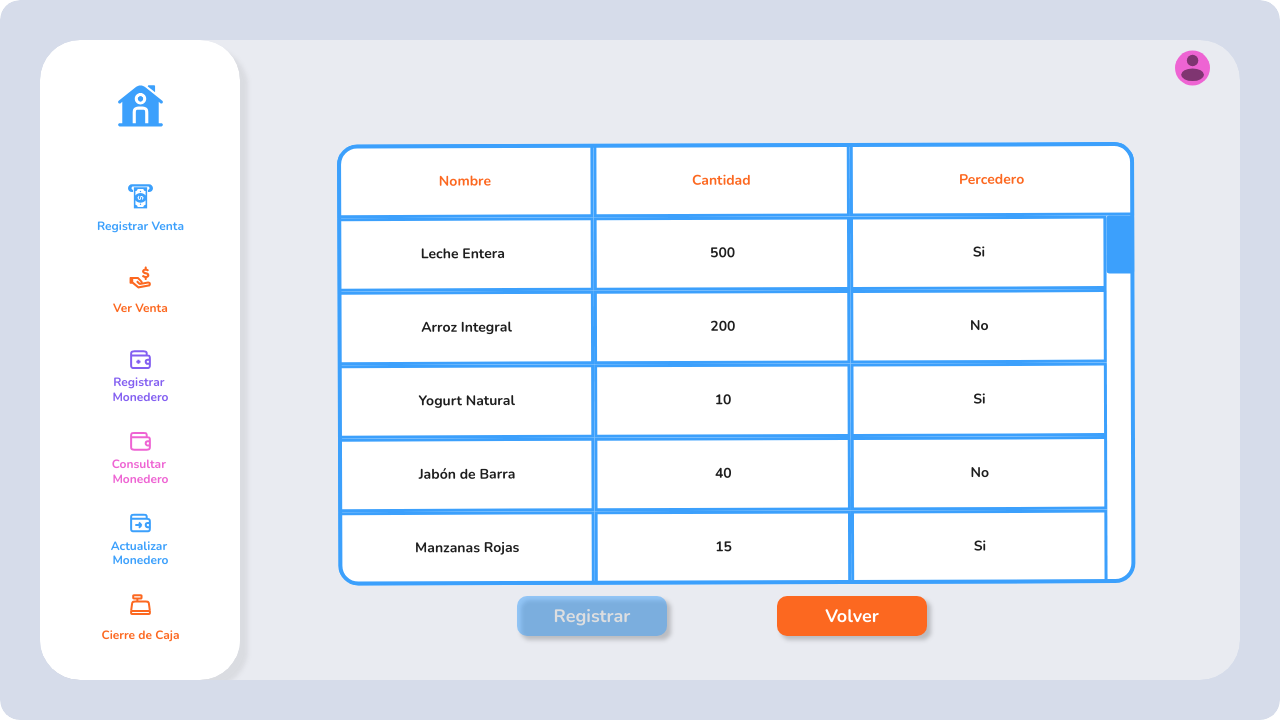 Registrar Venta
Ver Venta
Registrar
Monedero
Consultar
Monedero
Actualizar
Monedero
Cierre de Caja
Nombre Cantidad Percedero
Leche Entera 500 Si
Arroz Integral 200 No
Yogurt Natural 10 Si
Jabón de Barra 40 No
Manzanas Rojas 15 Si
Registrar Volver